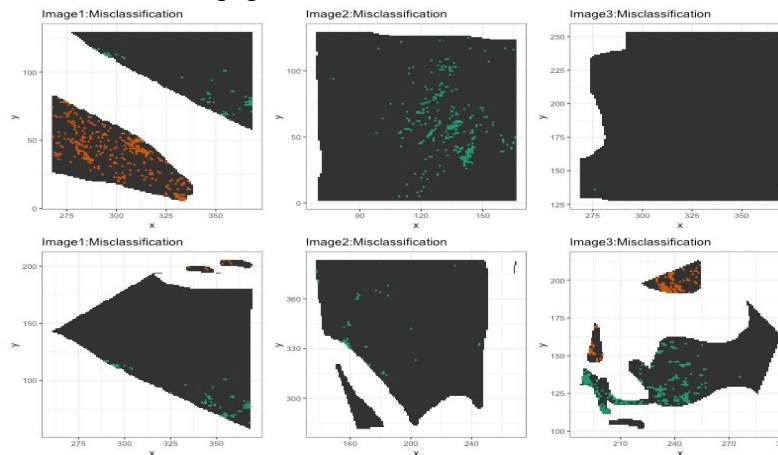 Image1:Misclassification
Image2:Misclassification
Image3:Misclassification
y
100
50
0
275
300
325
350
x
y
100
50
0
90
120
150
x
y
250
225
200
175
150
125
275
300
325
350
x
Image1:Misclassification
Image2:Misclassification
Image3:Misclassification
y
200
150
100
275
300
325
350
x
y
360
330
300
160
200
240
x
y
200
175
150
125
100
210
240
270
x